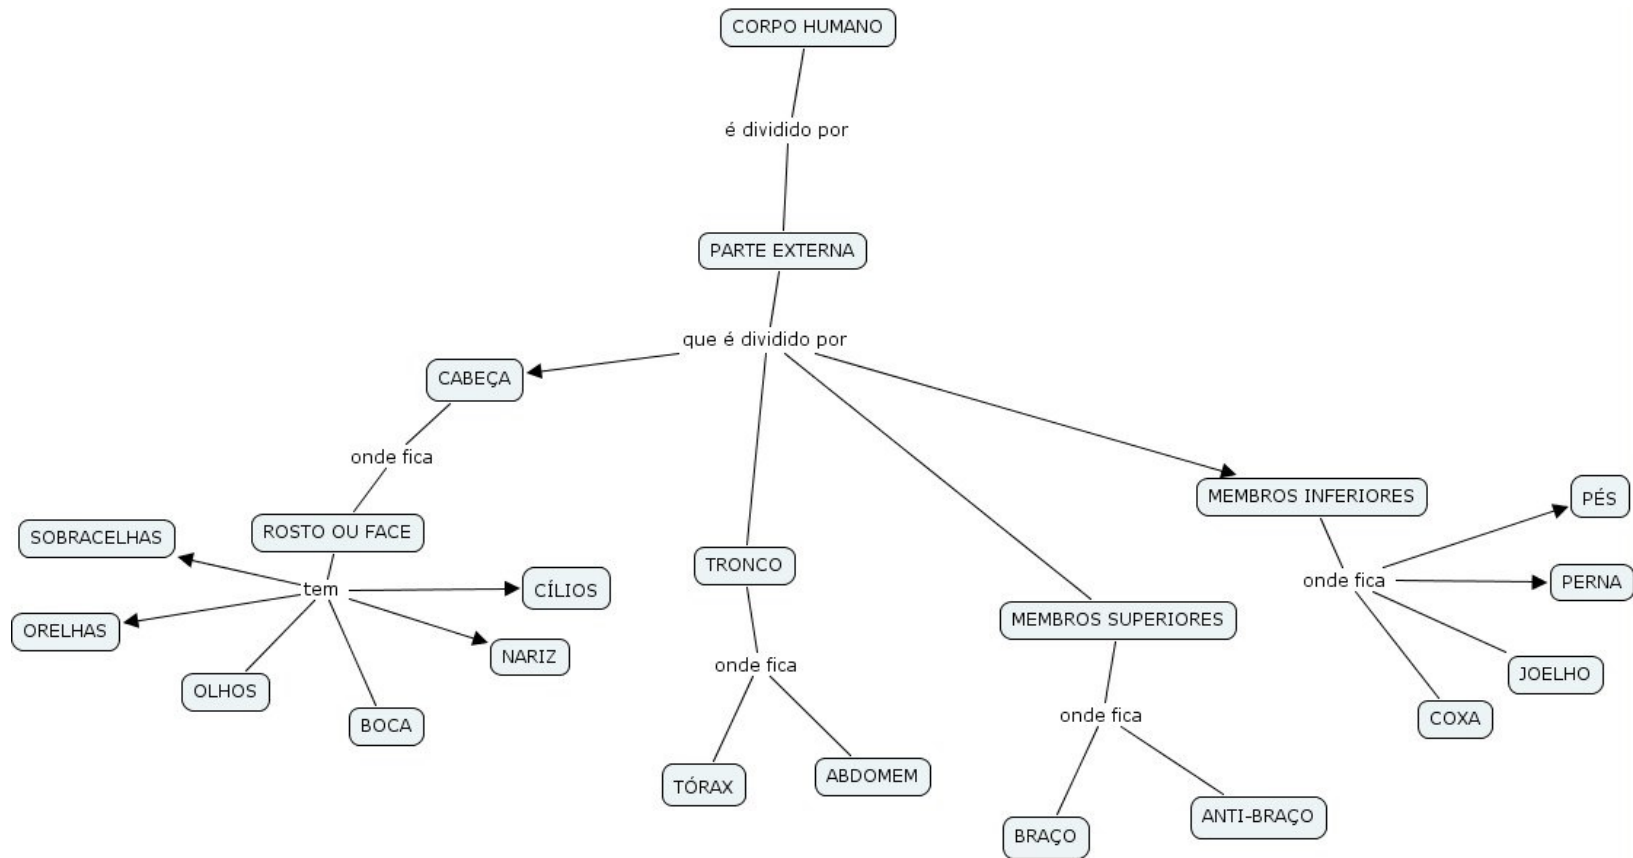 CORPO HUMANO
é dividido por
PARTE EXTERNA
que é dividido por
CABEÇA
onde fica
ROSTO OU FACE
tem
SOBRACELHAS
ORELHAS
OLHOS
BOCA
NARIZ
CÍLIOS
TRONCO
onde fica
TÓRAX
ABDOMEM
MEMBROS SUPERIORES
onde fica
BRAÇO
ANTI-BRAÇO
MEMBROS INFERIORES
onde fica
PÉS
PERNA
JOELHO
COXA